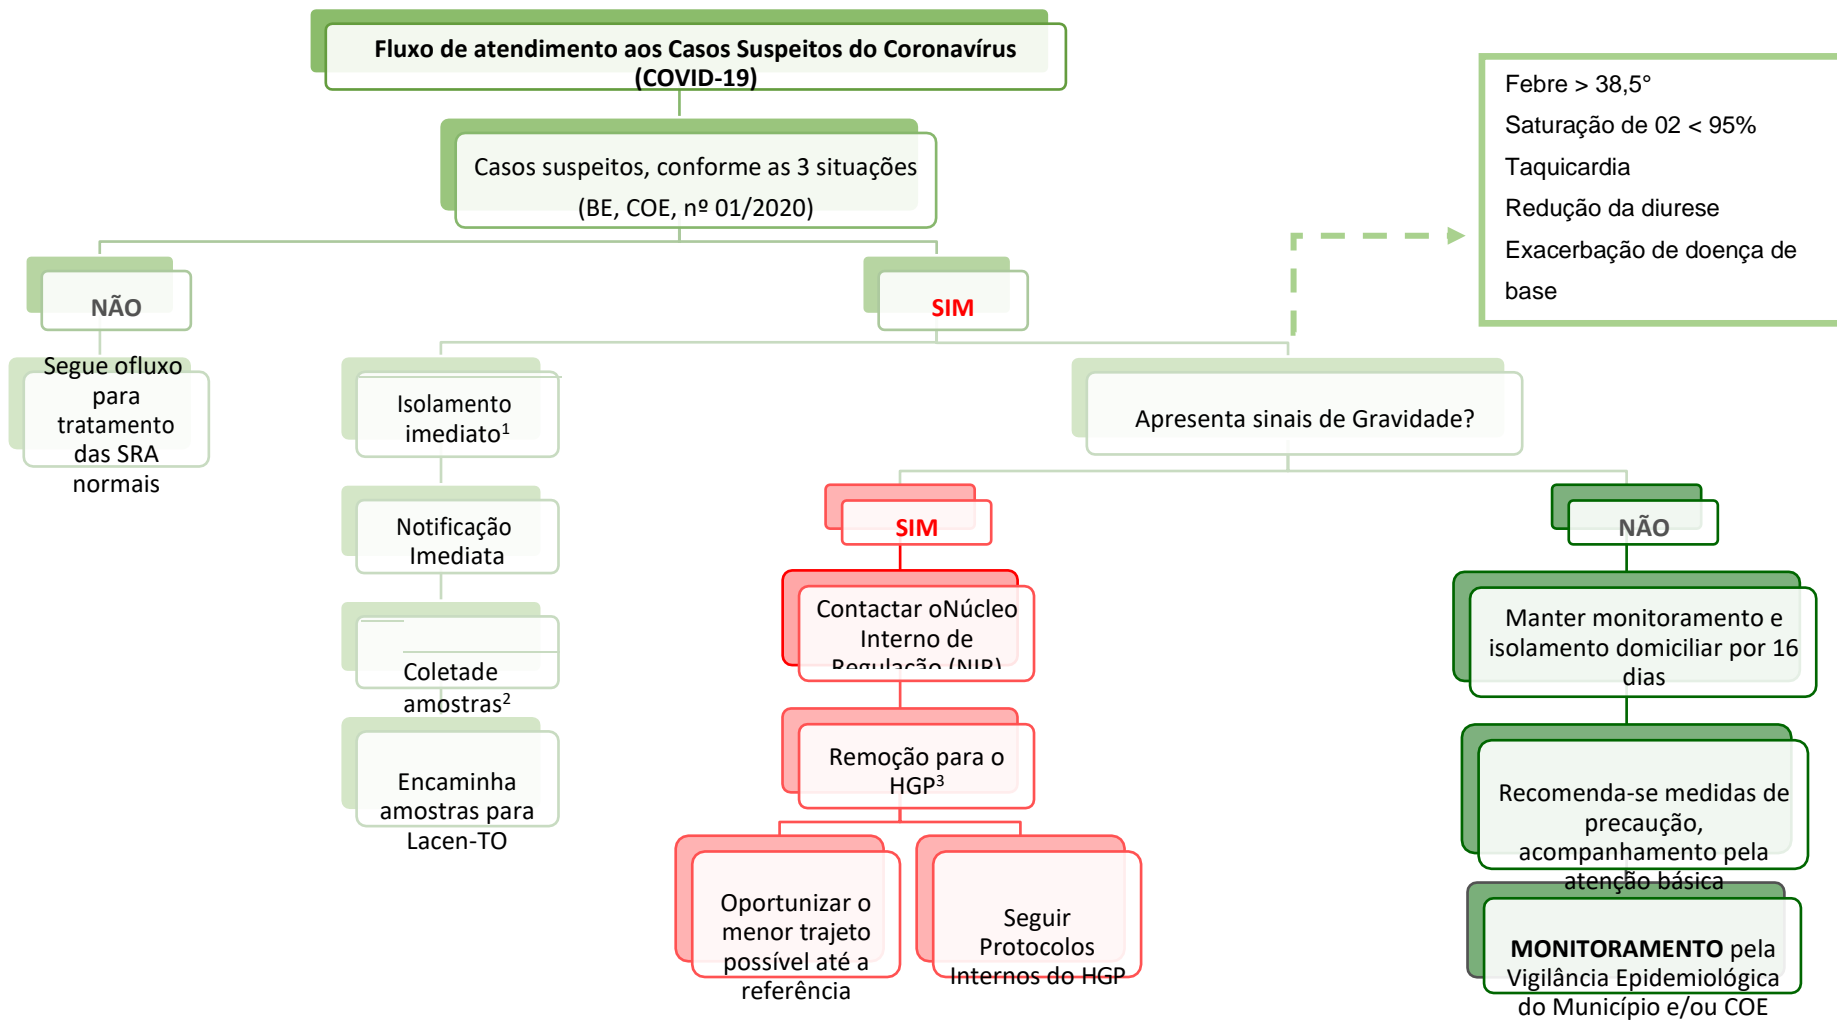 Fluxo de atendimento aos Casos Suspeitos do Coronavírus
(COVID-19)
Casos suspeitos, conforme as 3 situações
(BE, COE, nº 01/2020)
Febre > 38,5°
Saturação de 02 < 95%
Taquicardia
Redução da diurese
Exacerbação de doença de
base
NÃO
SIM
Segue ofluxo
para
tratamento
das SRA
normais
Isolamento
imediato¹
Notificação
Imediata
Coletade
amostras²
Encaminha
amostras para
Lacen-TO
Apresenta sinais de Gravidade?
SIM
Contactar oNúcleo
Interno de
Regulação (NIR)
Remoção para o
HGP³
Oportunizar o
menor trajeto
possível até a
referência
Seguir
Protocolos
Internos do HGP
NÃO
Manter monitoramento e
isolamento domiciliar por 16
dias
Recomenda-se medidas de
precaução,
acompanhamento pela
atenção básica
MONITORAMENTO pela
Vigilância Epidemiológica
do Município e/ou COE